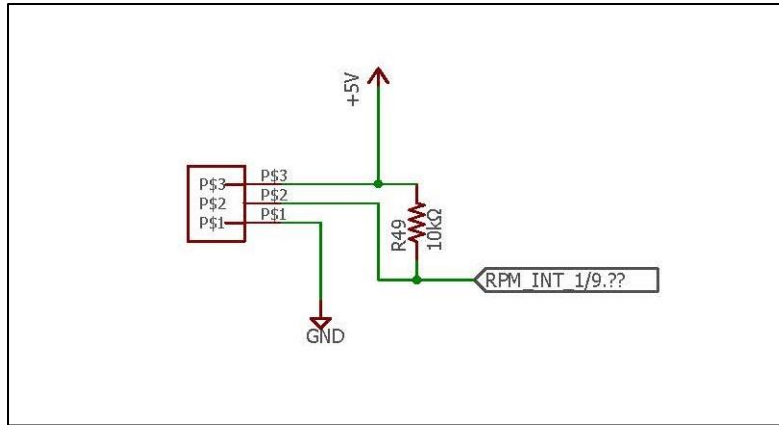 +5V
P$3 P$3
P$2 P$2
P$1 P$1
R49
10kΩ
RPM_INT_1/9.??
GND